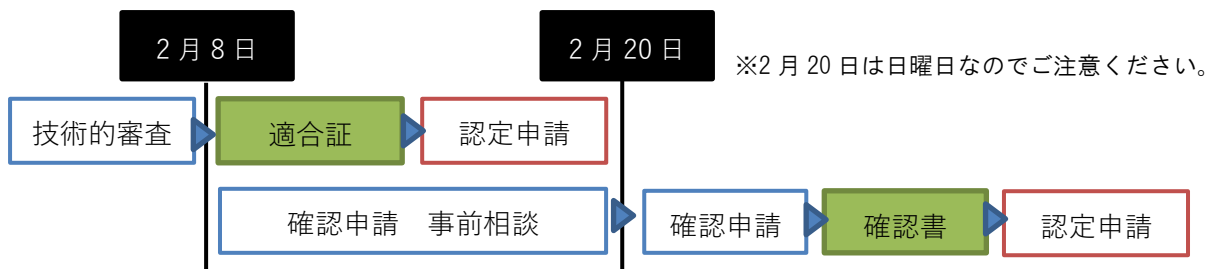 2月8日
2月20日
※2月20日は日曜日なのでご注意ください。
技術的審査
適合証
認定申請
確認申請　事前相談
確認申請
確認書
認定申請